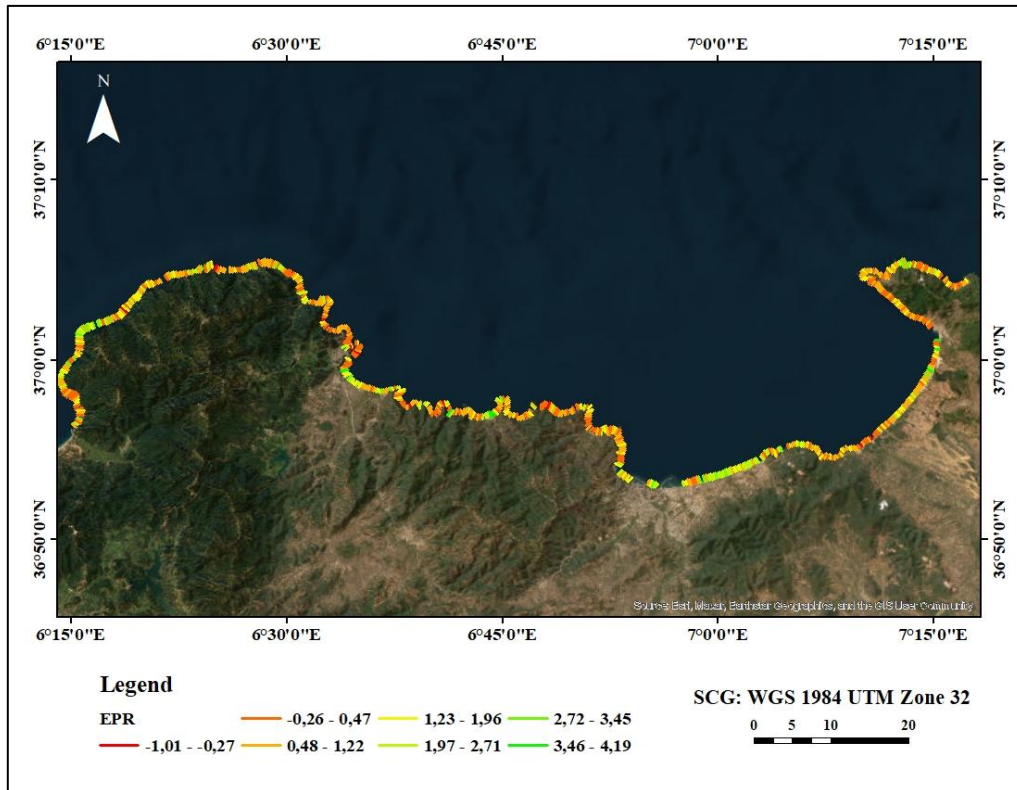 6°15'0"E 6°30'0"E 6°45'0"E 7°0'0"E 7°15'0"E
N
37°10'0"N 37°10'0"N
37°0'0"N 37°0'0"N
36°50'0"N 36°50'0"N
Source: Esri, Maxar, Earthstar Geographics, and the GIS User Community
6°15'0"E 6°30'0"E 6°45'0"E 7°0'0"E 7°15'0"E
Legend
SCG: WGS 1984 UTM Zone 32
EPR -0,26 - 0,47 1,23 - 1,96 2,72 - 3,45
0 5 10 20
-1,01 - -0,27 0,48 - 1,22 1,97 - 2,71 3,46 - 4,19